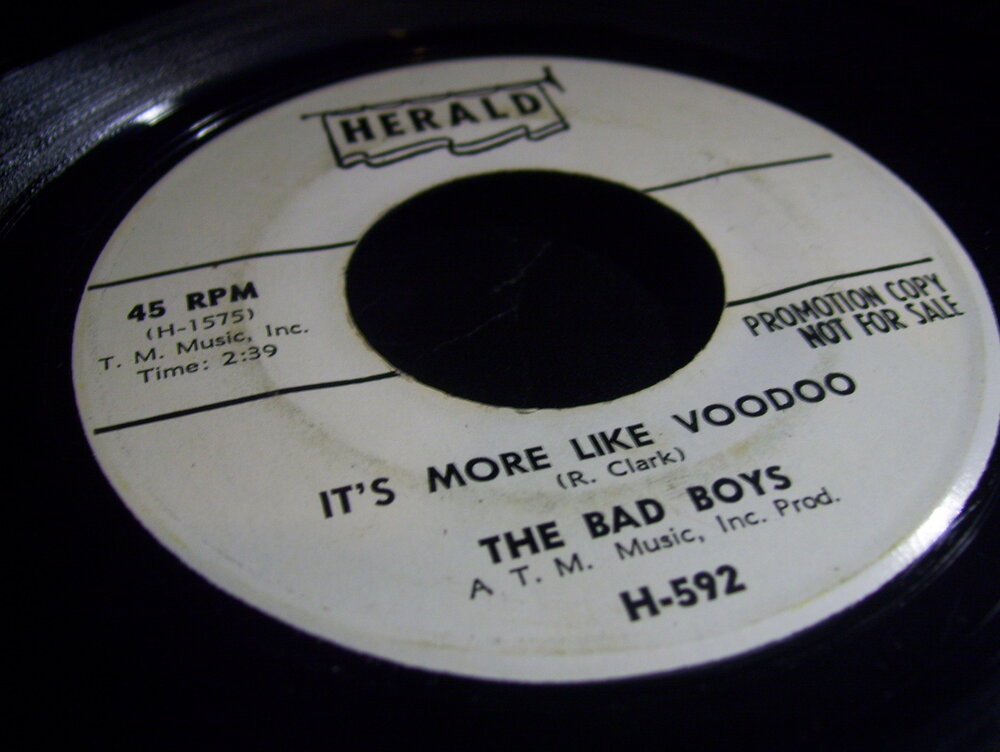 HERALD
45 RPM
(H-1575)
T. M. Music, Inc.
Time: 2:39
PROMOTION COPY
NOT FOR SALE
IT'S MORE LIKE VOODOO
(R. Clark)
THE BAD BOYS
A T. M. Music, Inc. Prod.
H-592